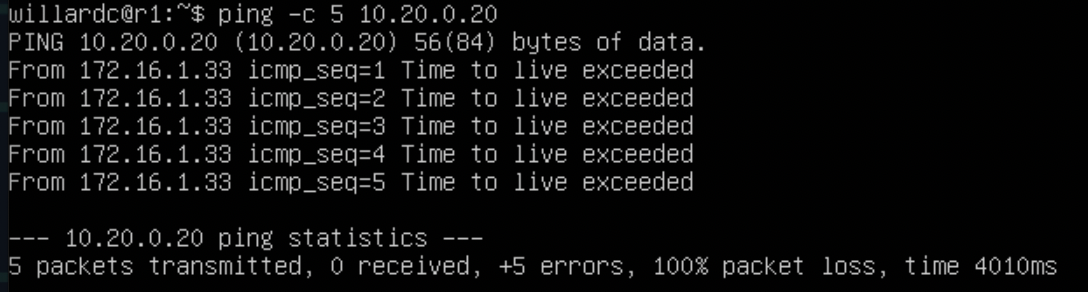 willardc@r1:~$ ping -c 5 10.20.0.20
PING 10.20.0.20 (10.20.0.20) 56(84) bytes of data.
From 172.16.1.33 icmp_seq=1 Time to live exceeded
From 172.16.1.33 icmp_seq=2 Time to live exceeded
From 172.16.1.33 icmp_seq=3 Time to live exceeded
From 172.16.1.33 icmp_seq=4 Time to live exceeded
From 172.16.1.33 icmp_seq=5 Time to live exceeded
--- 10.20.0.20 ping statistics ---
5 packets transmitted, 0 received, +5 errors, 100% packet loss, time 4010ms